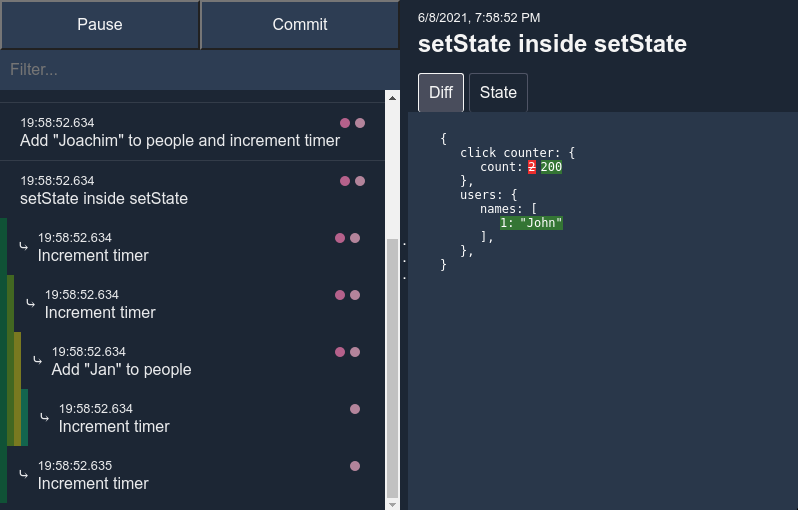 Pause
Commit
Filter...
19:58:52.634
Add "Joachim" to people and increment timer
19:58:52.634
setState inside setState
19:58:52.634
Increment timer
19:58:52.634
Increment timer
19:58:52.634
Add "Jan" to people
19:58:52.634
Increment timer
19:58:52.635
Increment timer
6/8/2021, 7:58:52 PM
setState inside setState
Diff
State
{
click counter: {
count: 2 200
},
users: {
names: [
1: "John"
],
},
}